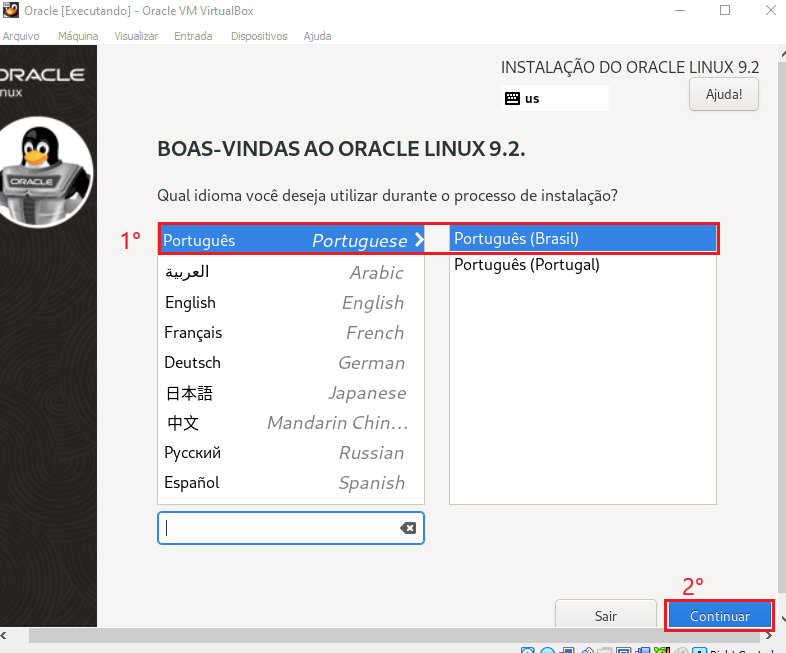 Oracle [Executando] - Oracle VM VirtualBox
Arquivo Máquina Visualizar Entrada Dispositivos Ajuda
ORACLE
INSTALAÇÃO DO ORACLE LINUX 9.2
us
Ajuda!
ORACLE
BOAS-VINDAS AO ORACLE LINUX 9.2.
Qual idioma você deseja utilizar durante o processo de instalação?
1° Português Portuguese Português (Brasil)
العربية Arabic Português (Portugal)
English English
Français French
Deutsch German
日本語 Japanese
中文 Mandarin Chin...
Русский Russian
Español Spanish
2°
Sair Continuar